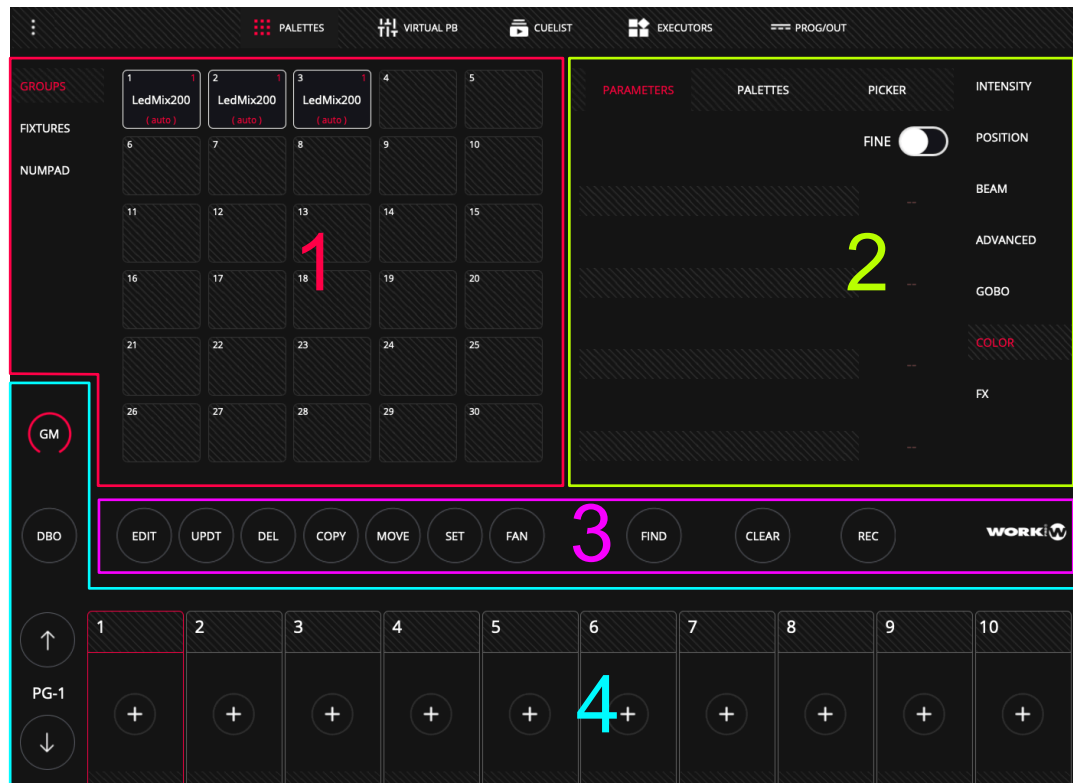 PALETTES VIRTUAL PB CUELIST EXECUTORS PROG/OUT
GROUPS
FIXTURES
NUMPAD
1 1 2 1 3 1 4 5
LedMix200 LedMix200 LedMix200
( auto ) ( auto ) ( auto )
6 7 8 9 10
11 12 13 14 15
1
16 17 18 19 20
21 22 23 24 25
26 27 28 29 30
PARAMETERS PALETTES PICKER
FINE
--
2
--
--
--
INTENSITY
POSITION
BEAM
ADVANCED
GOBO
COLOR
FX
GM
DBO
EDIT UPDT DEL COPY MOVE SET FAN 3 FIND CLEAR REC WORK W
PG-1
1 2 3 4 5 6 7 8 9 10
+ + + + + + + + + +
4